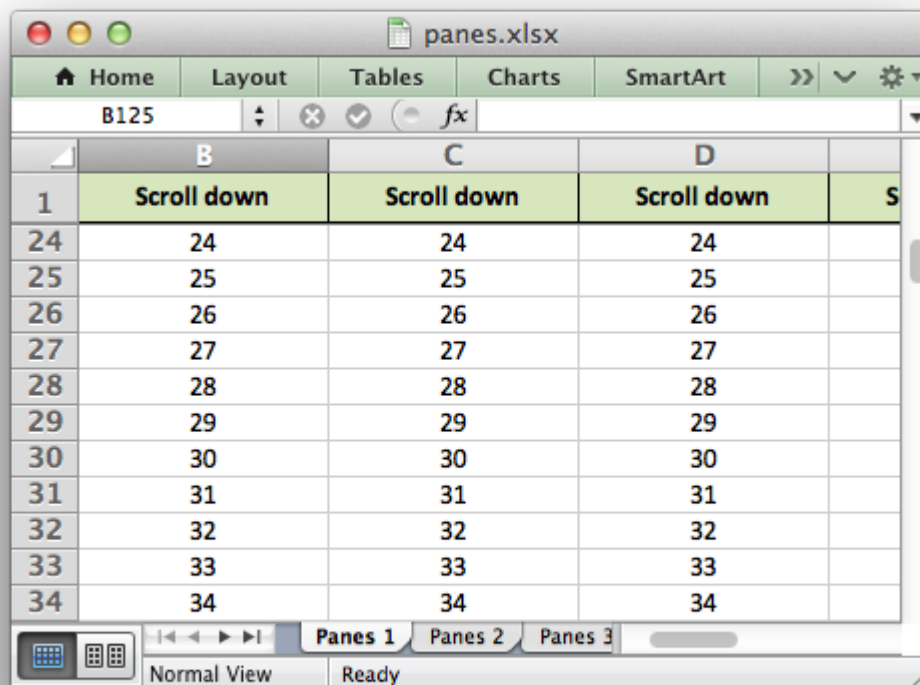 panes.xlsx
Home Layout Tables Charts SmartArt
B125 fx
B C D
1 Scroll down Scroll down Scroll down S
24 24 24 24
25 25 25 25
26 26 26 26
27 27 27 27
28 28 28 28
29 29 29 29
30 30 30 30
31 31 31 31
32 32 32 32
33 33 33 33
34 34 34 34
Panes 1 Panes 2 Panes 3
Normal View Ready